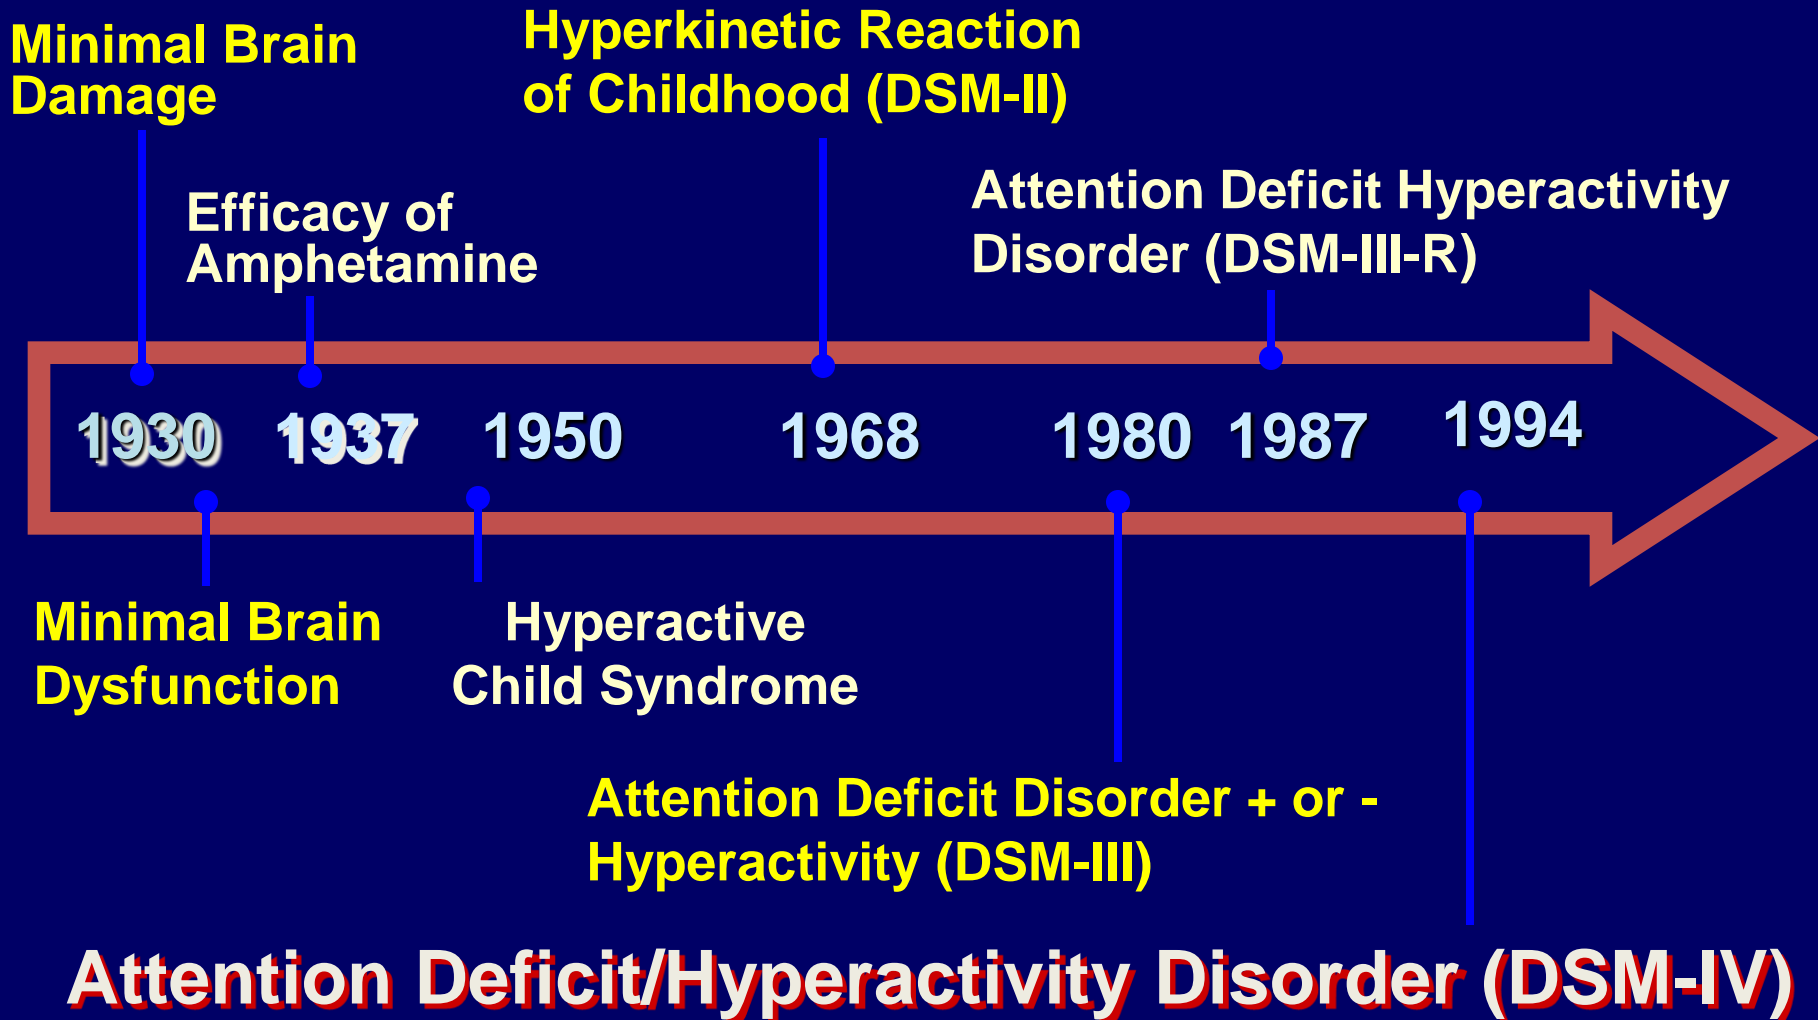 Minimal Brain
Damage
Hyperkinetic Reaction
of Childhood (DSM-II)
Efficacy of
Amphetamine
Attention Deficit Hyperactivity
Disorder (DSM-III-R)
1930 1937 1950 1968 1980 1987 1994
Minimal Brain
Dysfunction
Hyperactive
Child Syndrome
Attention Deficit Disorder + or -
Hyperactivity (DSM-III)
Attention Deficit/Hyperactivity Disorder (DSM-IV)